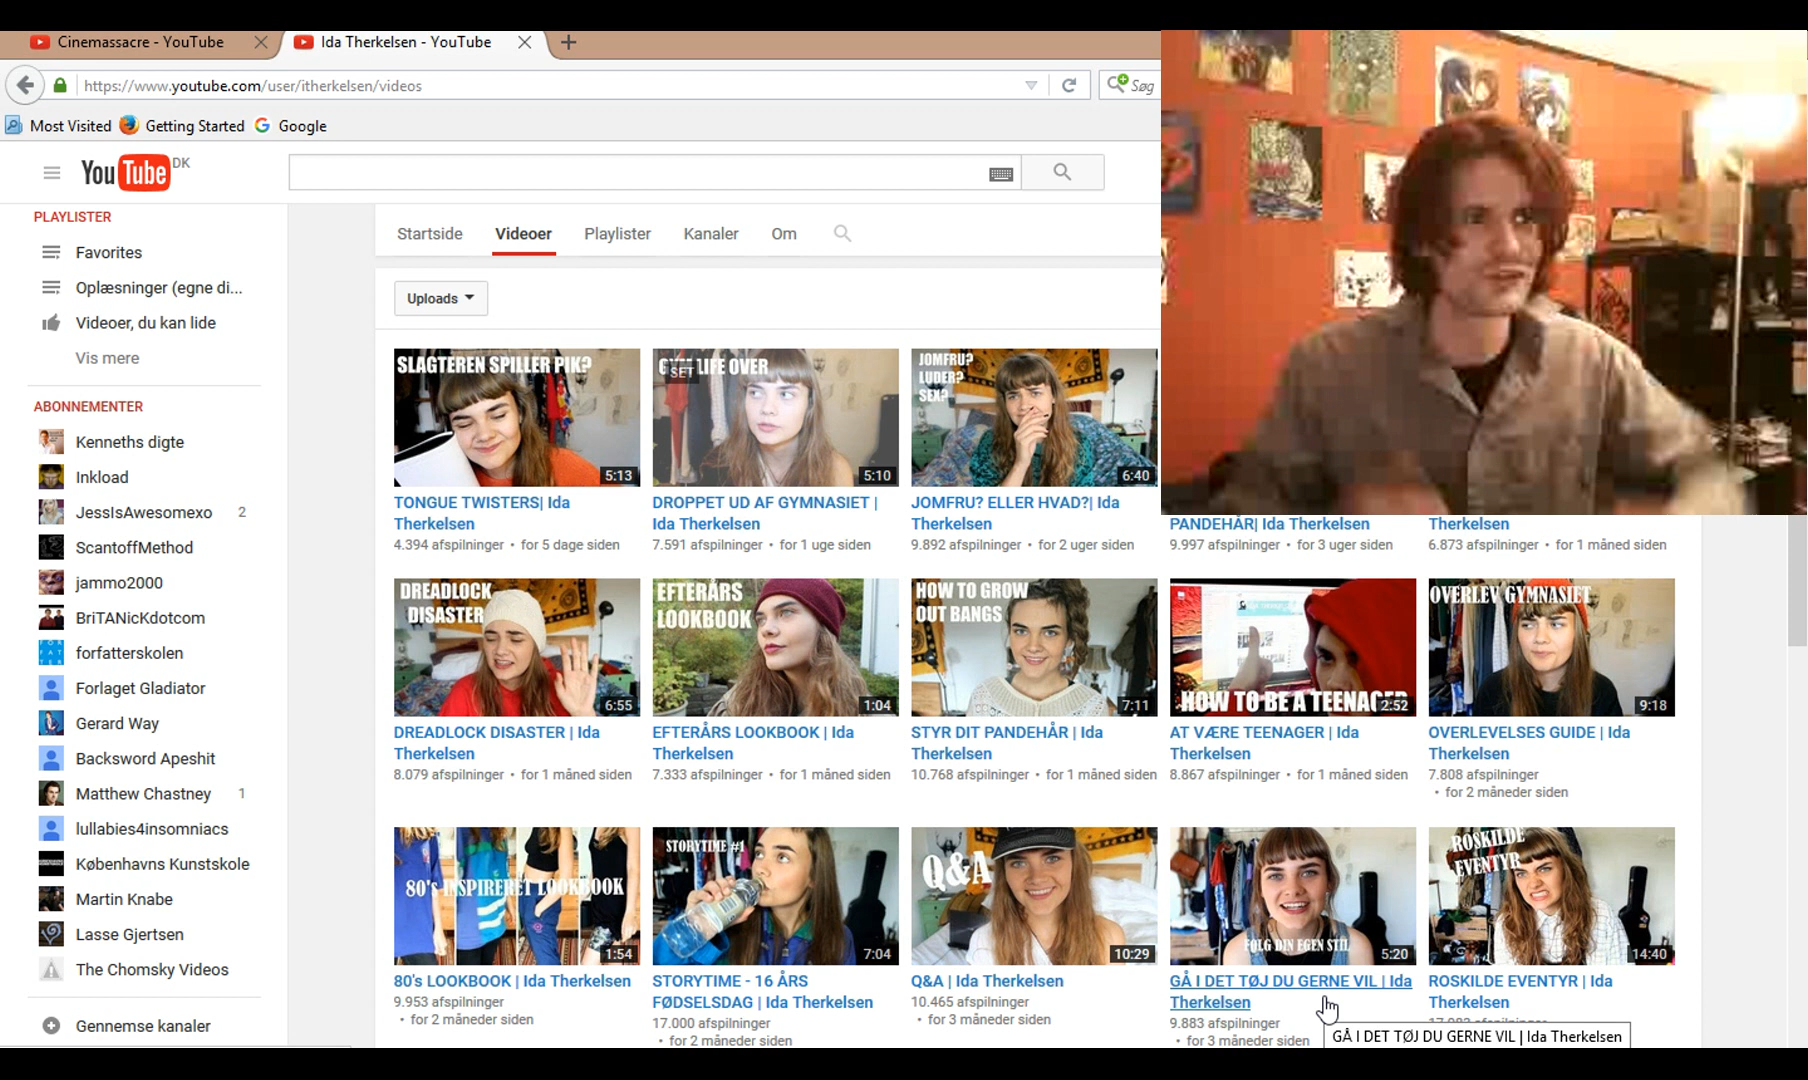 Cinemassacre - YouTube
Ida Therkelsen - YouTube
https://www.youtube.com/user/itherkelsen/videos
Søg
Most Visited
Getting Started
Google
YouTube DK
PLAYLISTER
Favorites
Oplæsninger (egne di...
Videoer, du kan lide
Vis mere
ABONNEMENTER
Kenneths digte
Inkload
JessIsAwesomexo 2
ScantoffMethod
jammo2000
BriTANicKdotcom
forfatterskolen
Forlaget Gladiator
Gerard Way
Backsword Apeshit
Matthew Chastney 1
lullabies4insomniacs
Københavns Kunstskole
Martin Knabe
Lasse Gjertsen
The Chomsky Videos
Gennemse kanaler
Startside
Videoer
Playlister
Kanaler
Om
Uploads
SLAGTEREN SPILLER PIK?
5:13
TONGUE TWISTERS| Ida
Therkelsen
4.394 afspilninger • for 5 dage siden
SET
LIFE OVER
5:10
DROPPET UD AF GYMNASIET |
Ida Therkelsen
7.591 afspilninger • for 1 uge siden
JOMFRU?
LUDER?
SEX?
6:40
JOMFRU? ELLER HVAD?| Ida
Therkelsen
9.892 afspilninger • for 2 uger siden
PANDEHÅR| Ida Therkelsen
9.997 afspilninger • for 3 uger siden
Therkelsen
6.873 afspilninger • for 1 måned siden
DREADLOCK
DISASTER
6:55
DREADLOCK DISASTER | Ida
Therkelsen
8.079 afspilninger • for 1 måned siden
EFTERÅRS
LOOKBOOK
1:04
EFTERÅRS LOOKBOOK | Ida
Therkelsen
7.333 afspilninger • for 1 måned siden
HOW TO GROW
OUT BANGS
7:11
STYR DIT PANDEHÅR | Ida
Therkelsen
10.768 afspilninger • for 1 måned siden
HOW TO BE A TEENAGER
2:52
AT VÆRE TEENAGER | Ida
Therkelsen
8.867 afspilninger • for 1 måned siden
OVERLEV GYMNASIET
9:18
OVERLEVELSES GUIDE | Ida
Therkelsen
7.808 afspilninger
• for 2 måneder siden
80's INSPIRERET LOOKBOOK
1:54
80's LOOKBOOK | Ida Therkelsen
9.953 afspilninger
• for 2 måneder siden
STORYTIME #1
7:04
STORYTIME - 16 ÅRS
FØDSELSDAG | Ida Therkelsen
17.000 afspilninger
• for 2 måneder siden
Q&A
10:29
Q&A | Ida Therkelsen
10.465 afspilninger
• for 3 måneder siden
FØLG DIN EGEN STIL
5:20
GÅ I DET TØJ DU GERNE VIL | Ida
Therkelsen
9.883 afspilninger
• for 3 måneder siden
ROSKILDE
EVENTYR
14:40
ROSKILDE EVENTYR | Ida
Therkelsen
GÅ I DET TØJ DU GERNE VIL | Ida Therkelsen